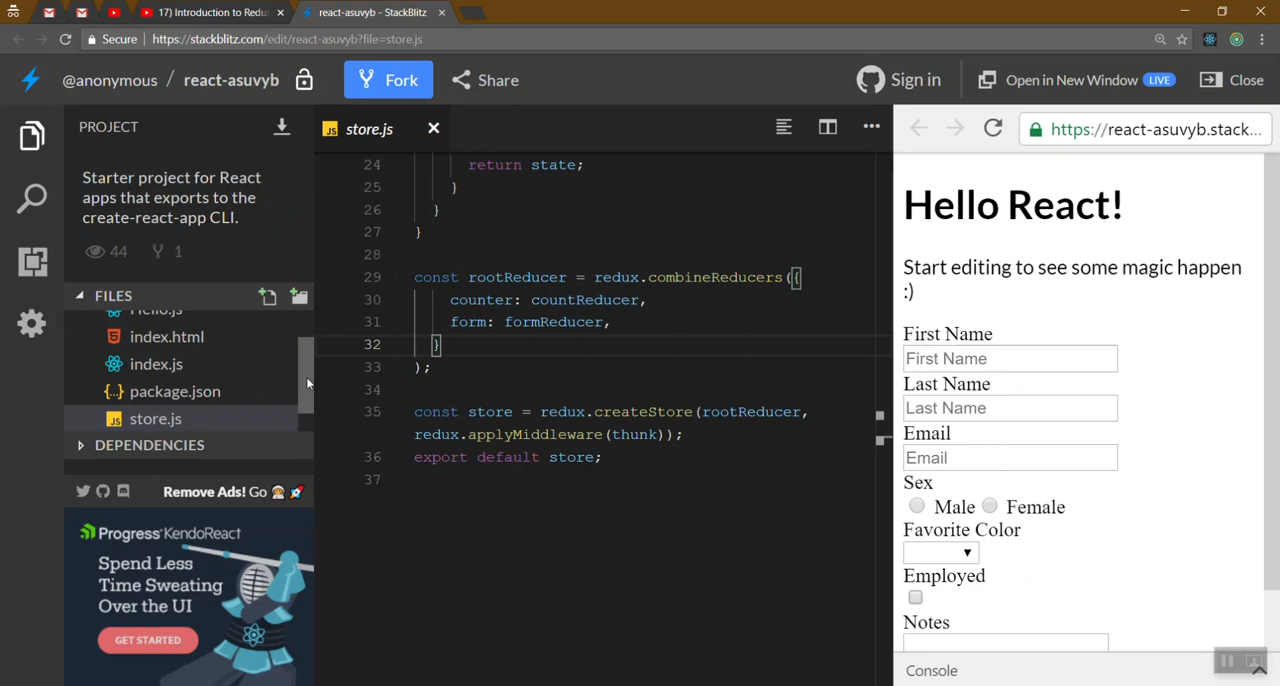 17) Introduction to Redu
react-asuvyb - StackBlitz
Secure
https://stackblitz.com/edit/react-asuvyb?file=store.js
@anonymous / react-asuvyb
Fork
Share
Sign in
Open in New Window LIVE
Close
PROJECT
Starter project for React
apps that exports to the
create-react-app CLI.
44 1
FILES
Hello.js
index.html
index.js
package.json
store.js
DEPENDENCIES
Remove Ads! Go
Progress KendoReact
Spend Less
Time Sweating
Over the UI
GET STARTED
store.js
24 return state;
25 }
26 }
27 }
28
29 const rootReducer = redux.combineReducers({
30 counter: countReducer,
31 form: formReducer,
32 }
33 );
34
35 const store = redux.createStore(rootReducer,
redux.applyMiddleware(thunk));
36 export default store;
37
https://react-asuvyb.stack...
Hello React!
Start editing to see some magic happen
:)
First Name
First Name
Last Name
Last Name
Email
Email
Sex
Male Female
Favorite Color
Employed
Notes
Console